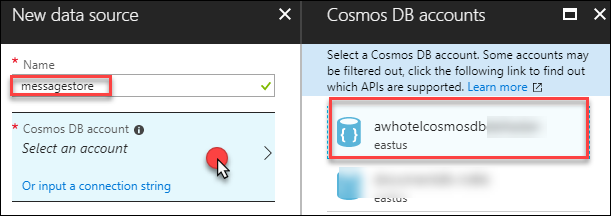 New data source
* Name
messagestore
* Cosmos DB account
Select an account
Or input a connection string
Cosmos DB accounts
Select a Cosmos DB account. Some accounts may
be filtered out, click the following link to find out
which APIs are supported. Learn more
awhotelcosmosdb
eastus
eastus